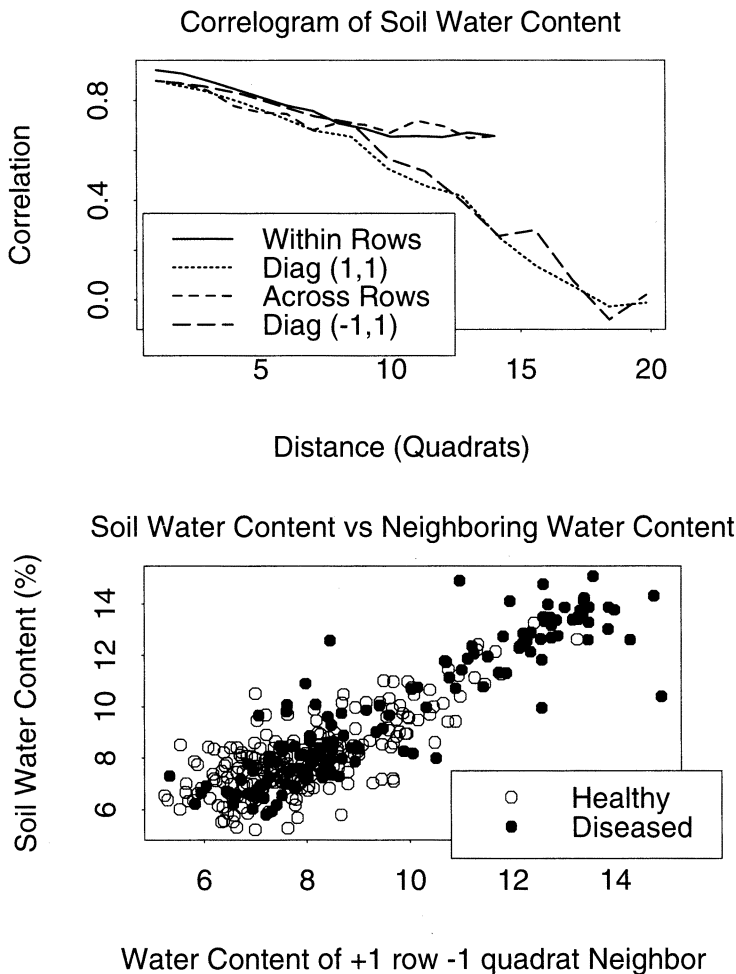 Correlogram of Soil Water Content
Correlation
0.8
0.4
0.0
Within Rows
Diag (1,1)
Across Rows
Diag (-1,1)
5 10 15 20
Distance (Quadrats)
Soil Water Content vs Neighboring Water Content
Soil Water Content (%)
14
12
10
8
6
Healthy
Diseased
6 8 10 12 14
Water Content of +1 row -1 quadrat Neighbor